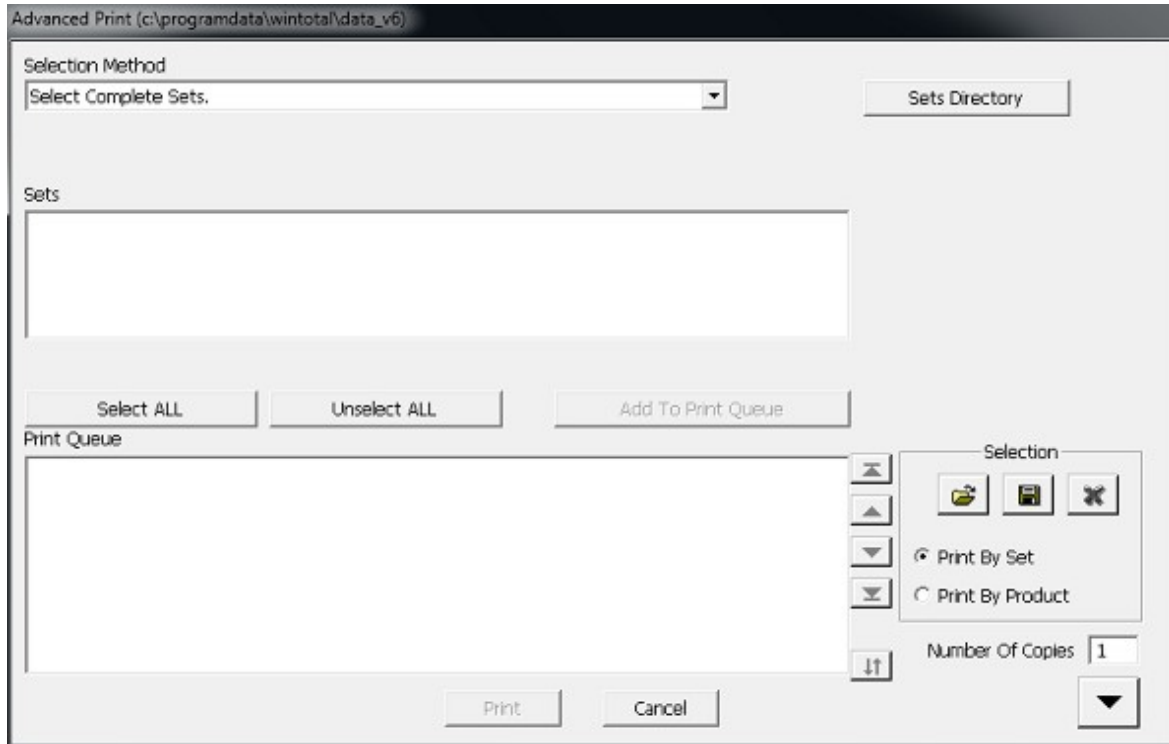 Advanced Print (c:\programdata\wintotal\data_v6)
Selection Method
Select Complete Sets.
Sets Directory
Sets
Select ALL
Unselect ALL
Add To Print Queue
Print Queue
Selection
Print By Set
Print By Product
Number Of Copies 1
Print
Cancel